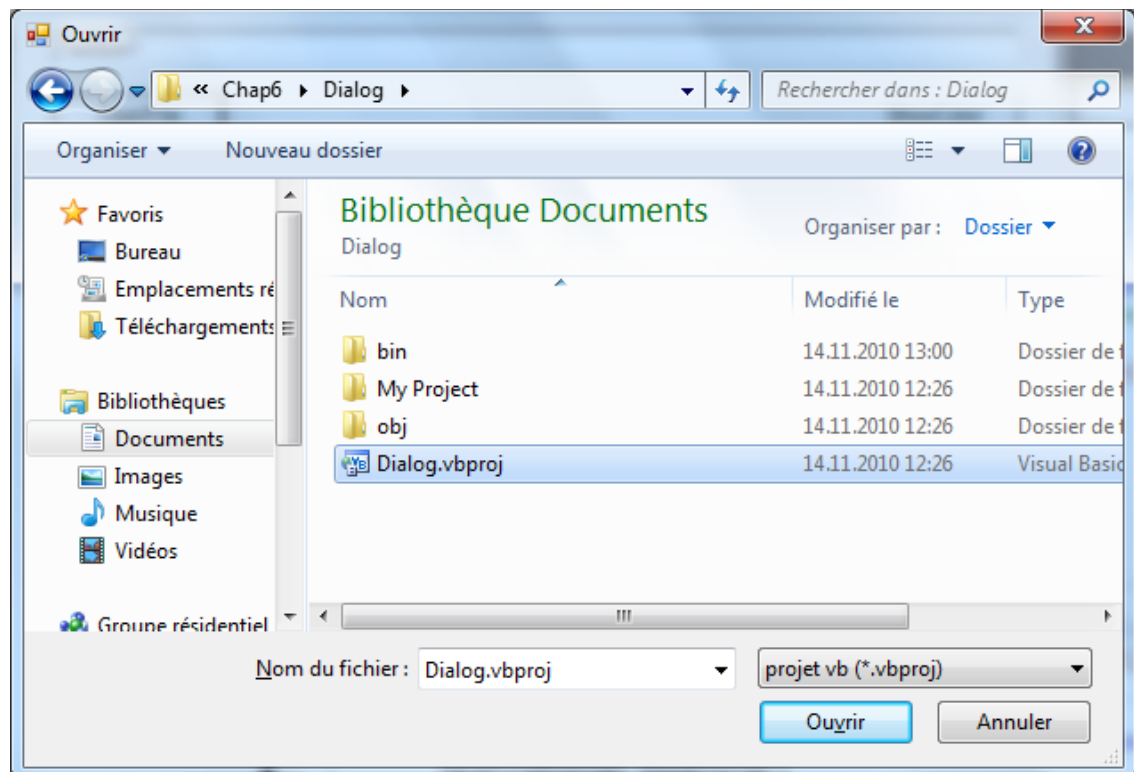 Ouvrir
« Chap6 Dialog
Rechercher dans : Dialog
Organiser Nouveau dossier
Favoris
Bureau
Emplacements ré
Téléchargements
Bibliothèques
Documents
Images
Musique
Vidéos
Groupe résidentiel
Bibliothèque Documents
Dialog
Organiser par : Dossier
Nom Modifié le Type
bin 14.11.2010 13:00 Dossier de f
My Project 14.11.2010 12:26 Dossier de f
obj 14.11.2010 12:26 Dossier de f
Dialog.vbproj 14.11.2010 12:26 Visual Basic
Nom du fichier : Dialog.vbproj projet vb (*.vbproj)
Ouvrir Annuler